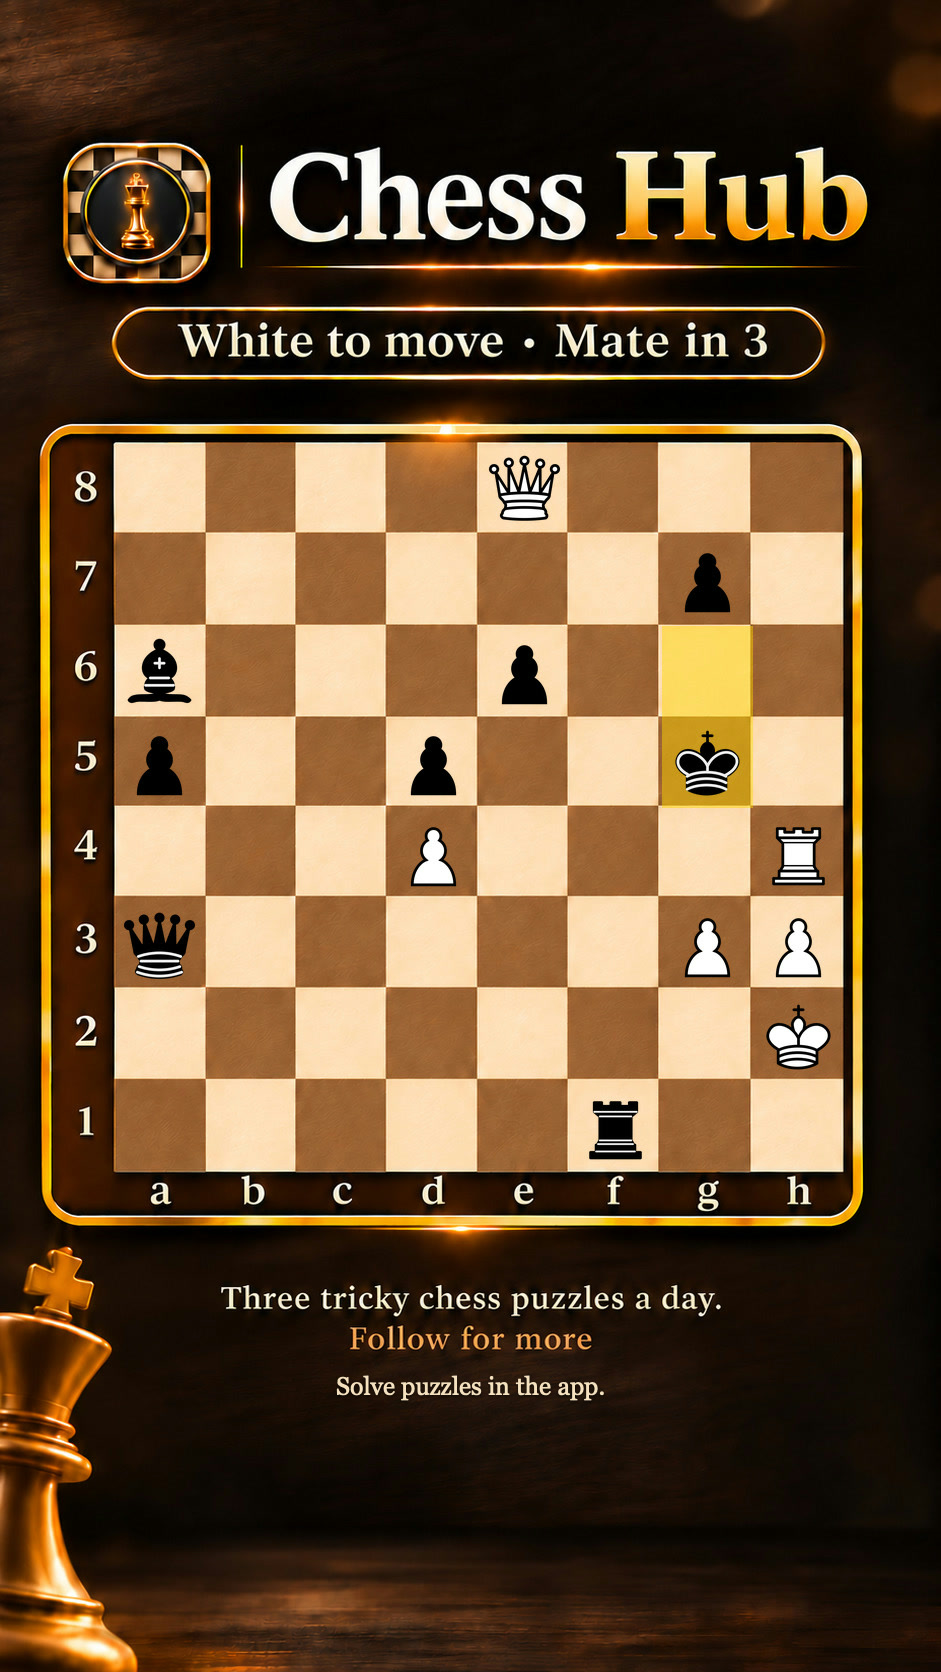 Chess Hub
White to move • Mate in 3
8
7
6
5
4
3
2
1
a b c d e f g h
Three tricky chess puzzles a day.
Follow for more
Solve puzzles in the app.